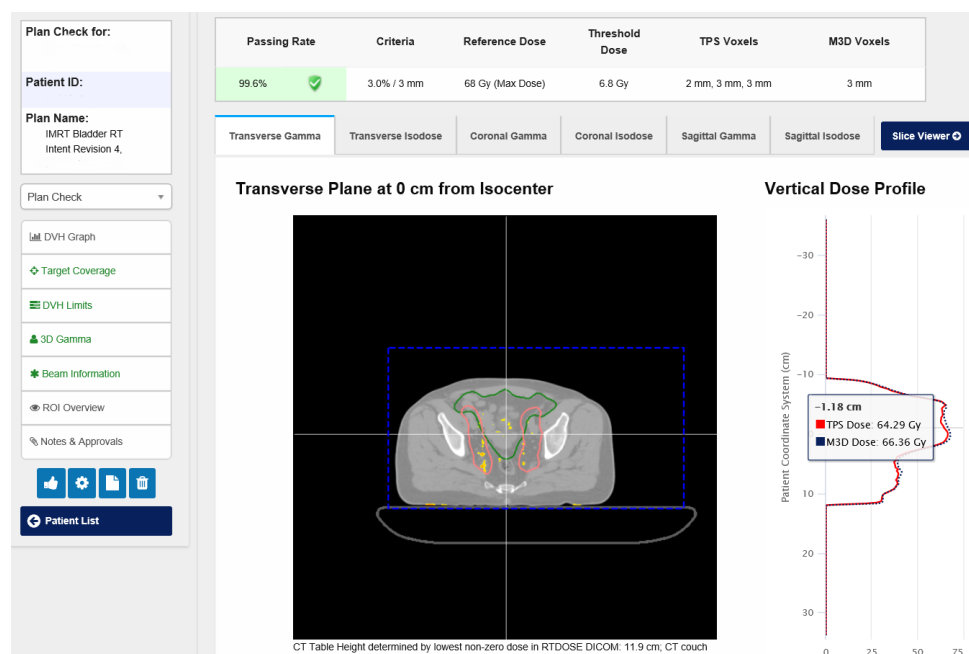 Plan Check for:
Patient ID:
Plan Name:
IMRT Bladder RT
Intent Revision 4,
Plan Check
DVH Graph
Target Coverage
DVH Limits
3D Gamma
Beam Information
ROI Overview
Notes & Approvals
Patient List
Passing Rate Criteria Reference Dose Threshold Dose TPS Voxels M3D Voxels
99.6% 3.0% / 3 mm 68 Gy (Max Dose) 6.8 Gy 2 mm, 3 mm, 3 mm 3 mm
Transverse Gamma Transverse Isodose Coronal Gamma Coronal Isodose Sagittal Gamma Sagittal Isodose Slice Viewer
Transverse Plane at 0 cm from Isocenter
CT Table Height determined by lowest non-zero dose in RTDOSE DICOM: 11.9 cm; CT couch
Vertical Dose Profile
Patient Coordinate System (cm)
−30
−20
−10
10
20
30
−1.18 cm
TPS Dose: 64.29 Gy
M3D Dose: 66.36 Gy
0 25 50 75